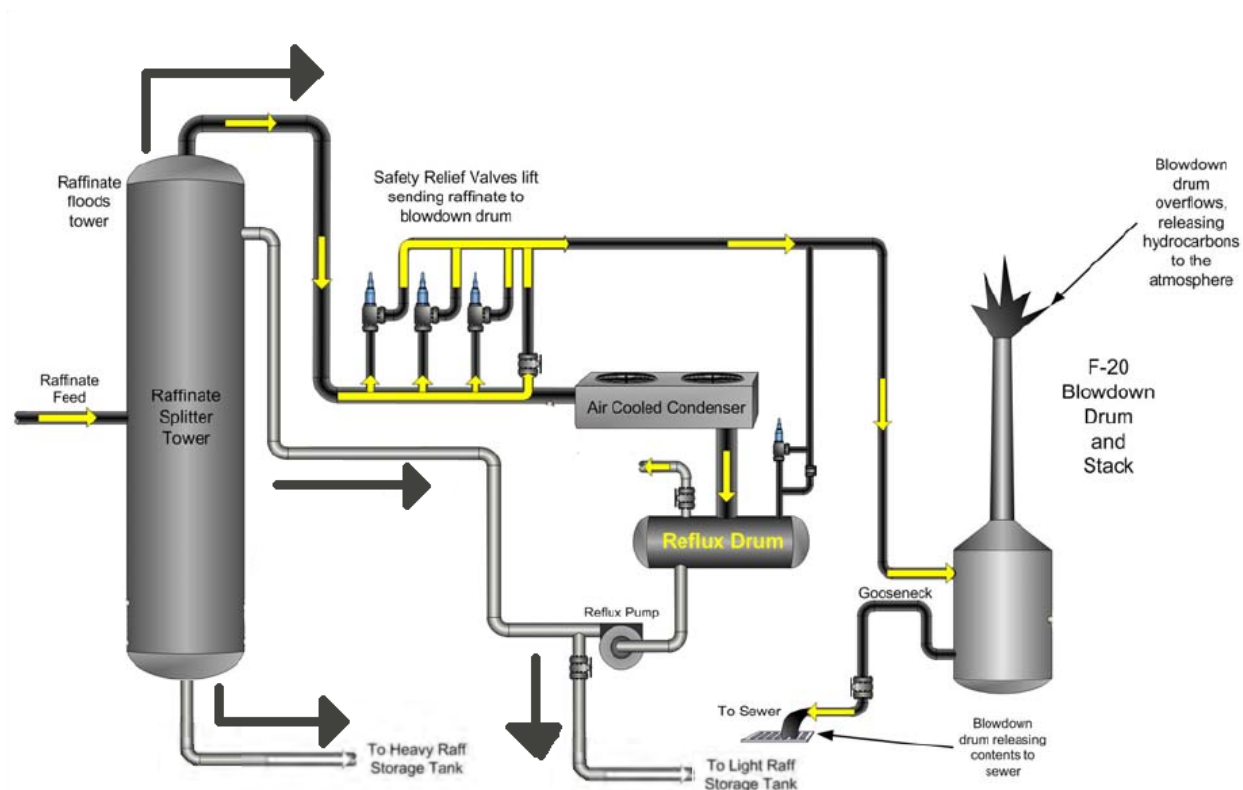 Raffinate
floods
tower
Safety Relief Valves lift
sending raffinate to
blowdown drum
Blowdown
drum
overflows,
releasing
hydrocarbons
to the
atmosphere
F-20
Blowdown
Drum
and
Stack
Raffinate
Feed
Raffinate
Splitter
Tower
Air Cooled Condenser
Reflux Drum
Gooseneck
Reflux Pump
To Sewer
Blowdown
drum releasing
contents to
sewer
To Heavy Raff
Storage Tank
To Light Raff
Storage Tank